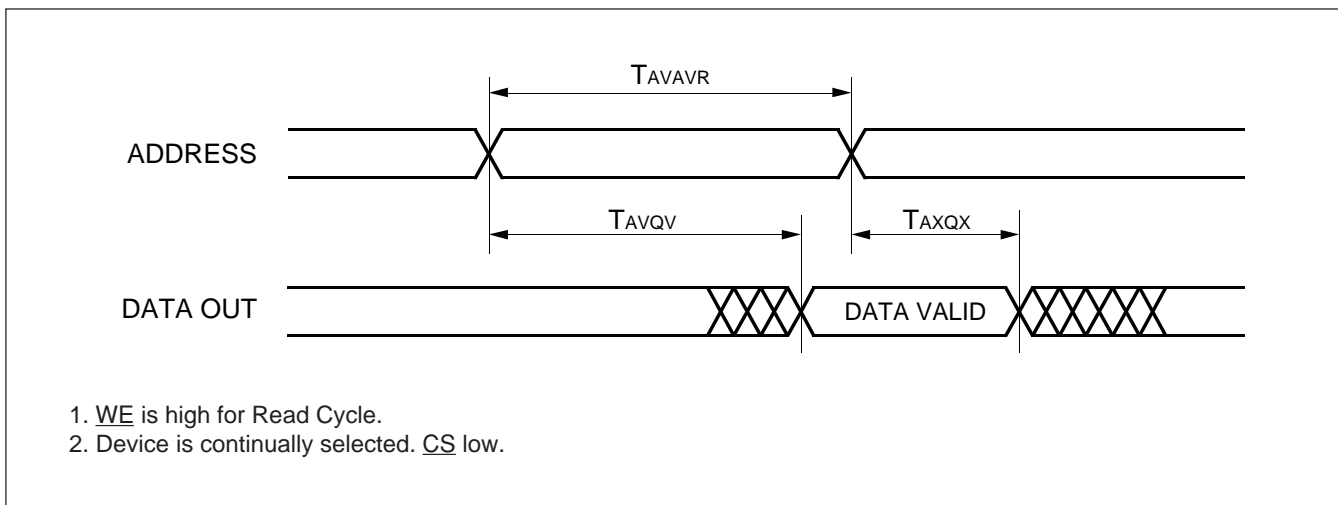 TAVAVR
ADDRESS
TAVQV
TAXQX
DATA OUT
DATA VALID
1. WE is high for Read Cycle.
2. Device is continually selected. CS low.